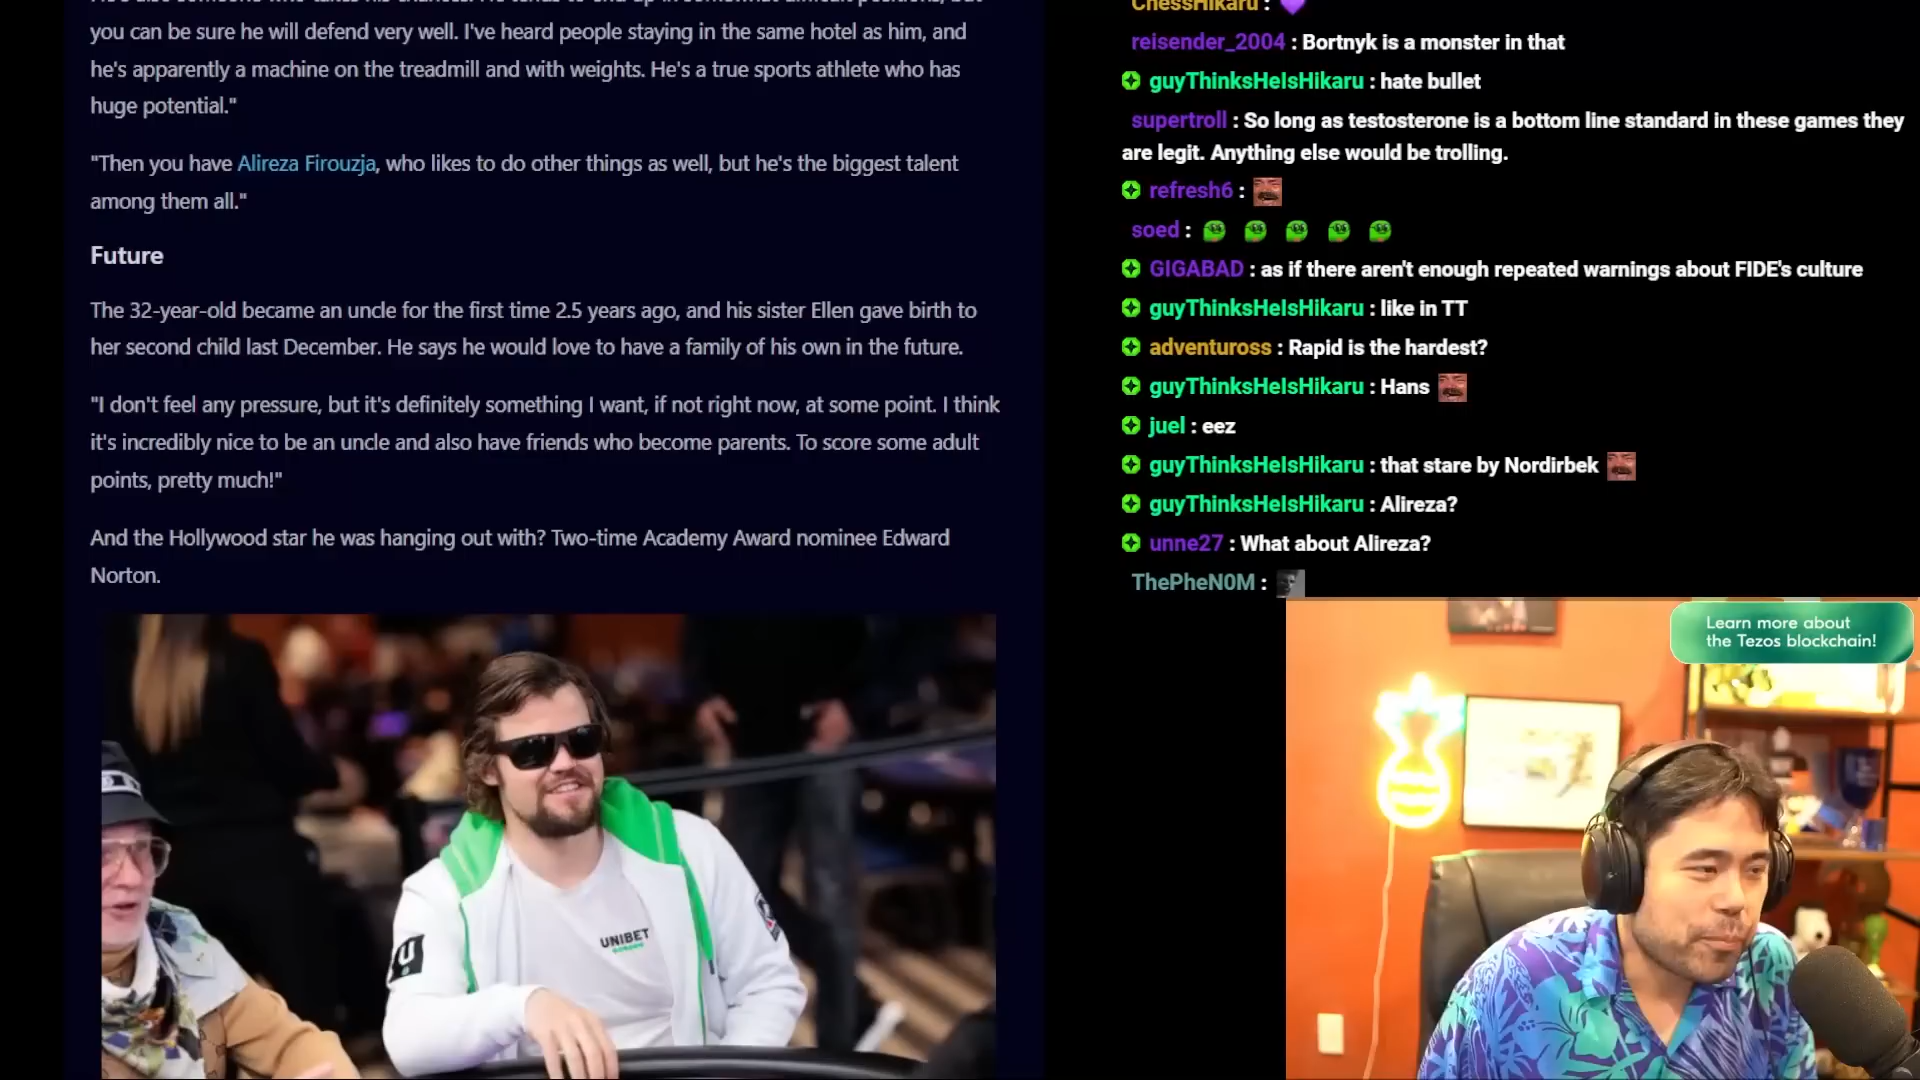 you can be sure he will defend very well. I've heard people staying in the same hotel as him, and
he's apparently a machine on the treadmill and with weights. He's a true sports athlete who has
huge potential."
"Then you have Alireza Firouzja, who likes to do other things as well, but he's the biggest talent
among them all."
Future
The 32-year-old became an uncle for the first time 2.5 years ago, and his sister Ellen gave birth to
her second child last December. He says he would love to have a family of his own in the future.
"I don't feel any pressure, but it's definitely something I want, if not right now, at some point. I think
it's incredibly nice to be an uncle and also have friends who become parents. To score some adult
points, pretty much!"
And the Hollywood star he was hanging out with? Two-time Academy Award nominee Edward
Norton.
UNIBET
U
ChessHikaru :
reisender_2004 : Bortnyk is a monster in that
guyThinksHeIsHikaru : hate bullet
supertroll : So long as testosterone is a bottom line standard in these games they
are legit. Anything else would be trolling.
refresh6 :
soed :
GIGABAD : as if there aren't enough repeated warnings about FIDE's culture
guyThinksHeIsHikaru : like in TT
adventuross : Rapid is the hardest?
guyThinksHeIsHikaru : Hans
juel : eez
guyThinksHeIsHikaru : that stare by Nordirbek
guyThinksHeIsHikaru : Alireza?
unne27 : What about Alireza?
ThePheN0M :
Learn more about
the Tezos blockchain!